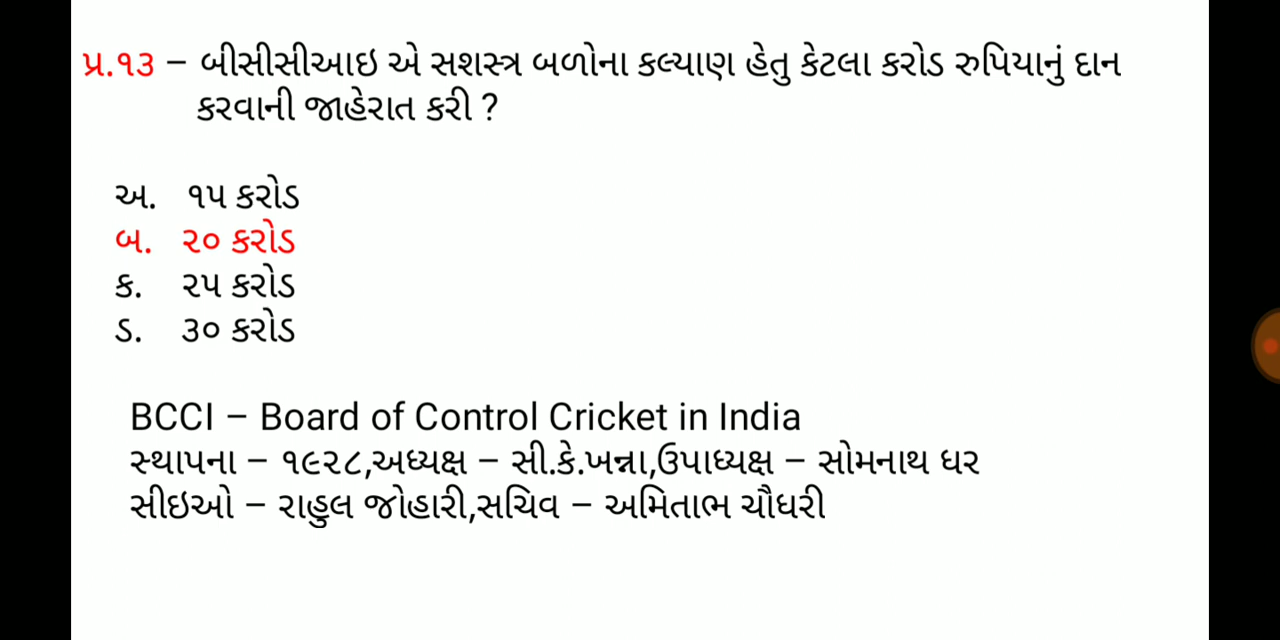 પ્ર.૧૩ – બીસીસીઆઇ એ સશસ્ત્ર બળોના કલ્યાણ હેતુ કેટલા કરોડ રુપિયાનું દાન
કરવાની જાહેરાત કરી ?
અ. ૧૫ કરોડ
બ. ૨૦ કરોડ
ક. ૨૫ કરોડ
ડ. ૩૦ કરોડ
BCCI – Board of Control Cricket in India
સ્થાપના – ૧૯૨૮,અધ્યક્ષ – સી.કે.ખન્ના,ઉપાધ્યક્ષ – સોમનાથ ધર
સીઇઓ – રાહુલ જોહારી,સચિવ – અમિતાભ ચૌધરી